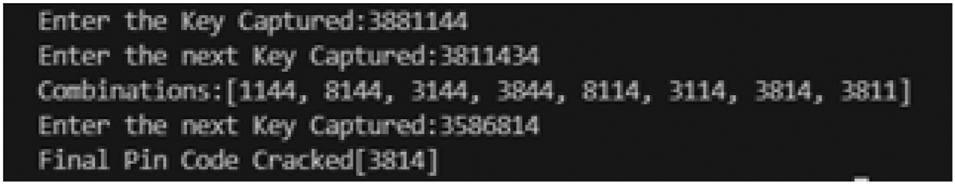 Enter the Key Captured:3881144
Enter the next Key Captured:3811434
Combinations:[1144, 8144, 3144, 3844, 8114, 3114, 3814, 3811]
Enter the next Key Captured:3586814
Final Pin Code Cracked[3814]